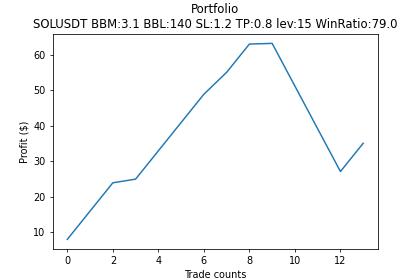 Portfolio
SOLUSDT BBM:3.1 BBL:140 SL:1.2 TP:0.8 lev:15 WinRatio:79.0
Profit ($)
60
50
40
30
20
10
0 2 4 6 8 10 12
Trade counts